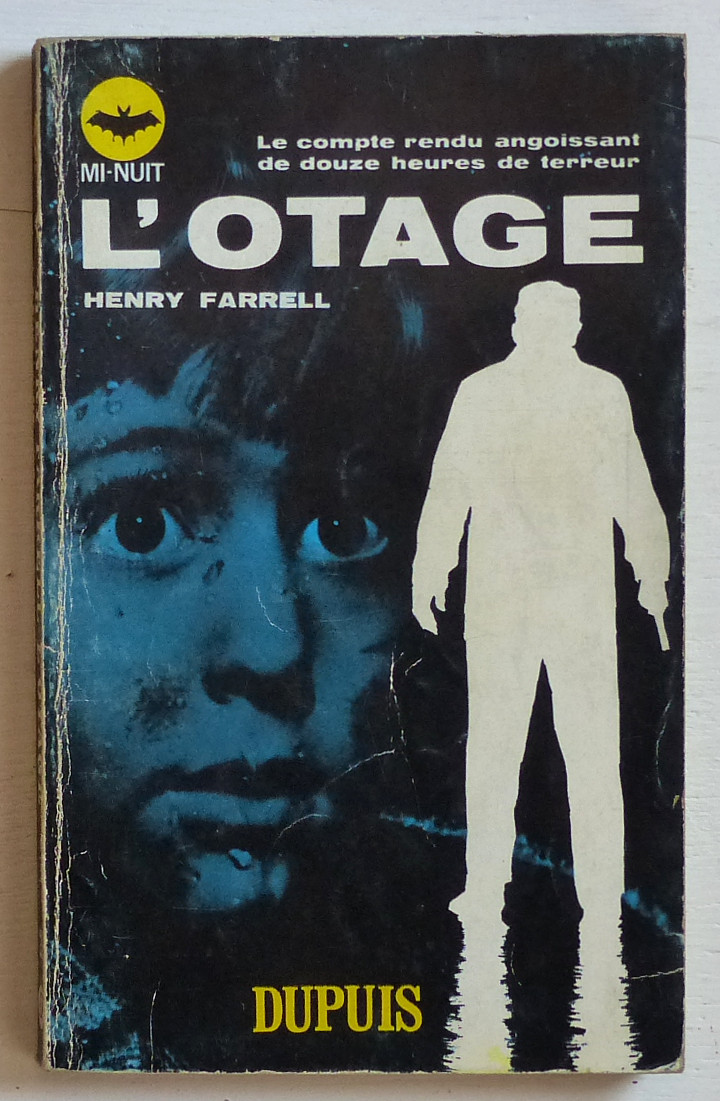 MI-NUIT
Le compte rendu angoissant
de douze heures de terreur
L'OTAGE
HENRY FARRELL
DUPUIS